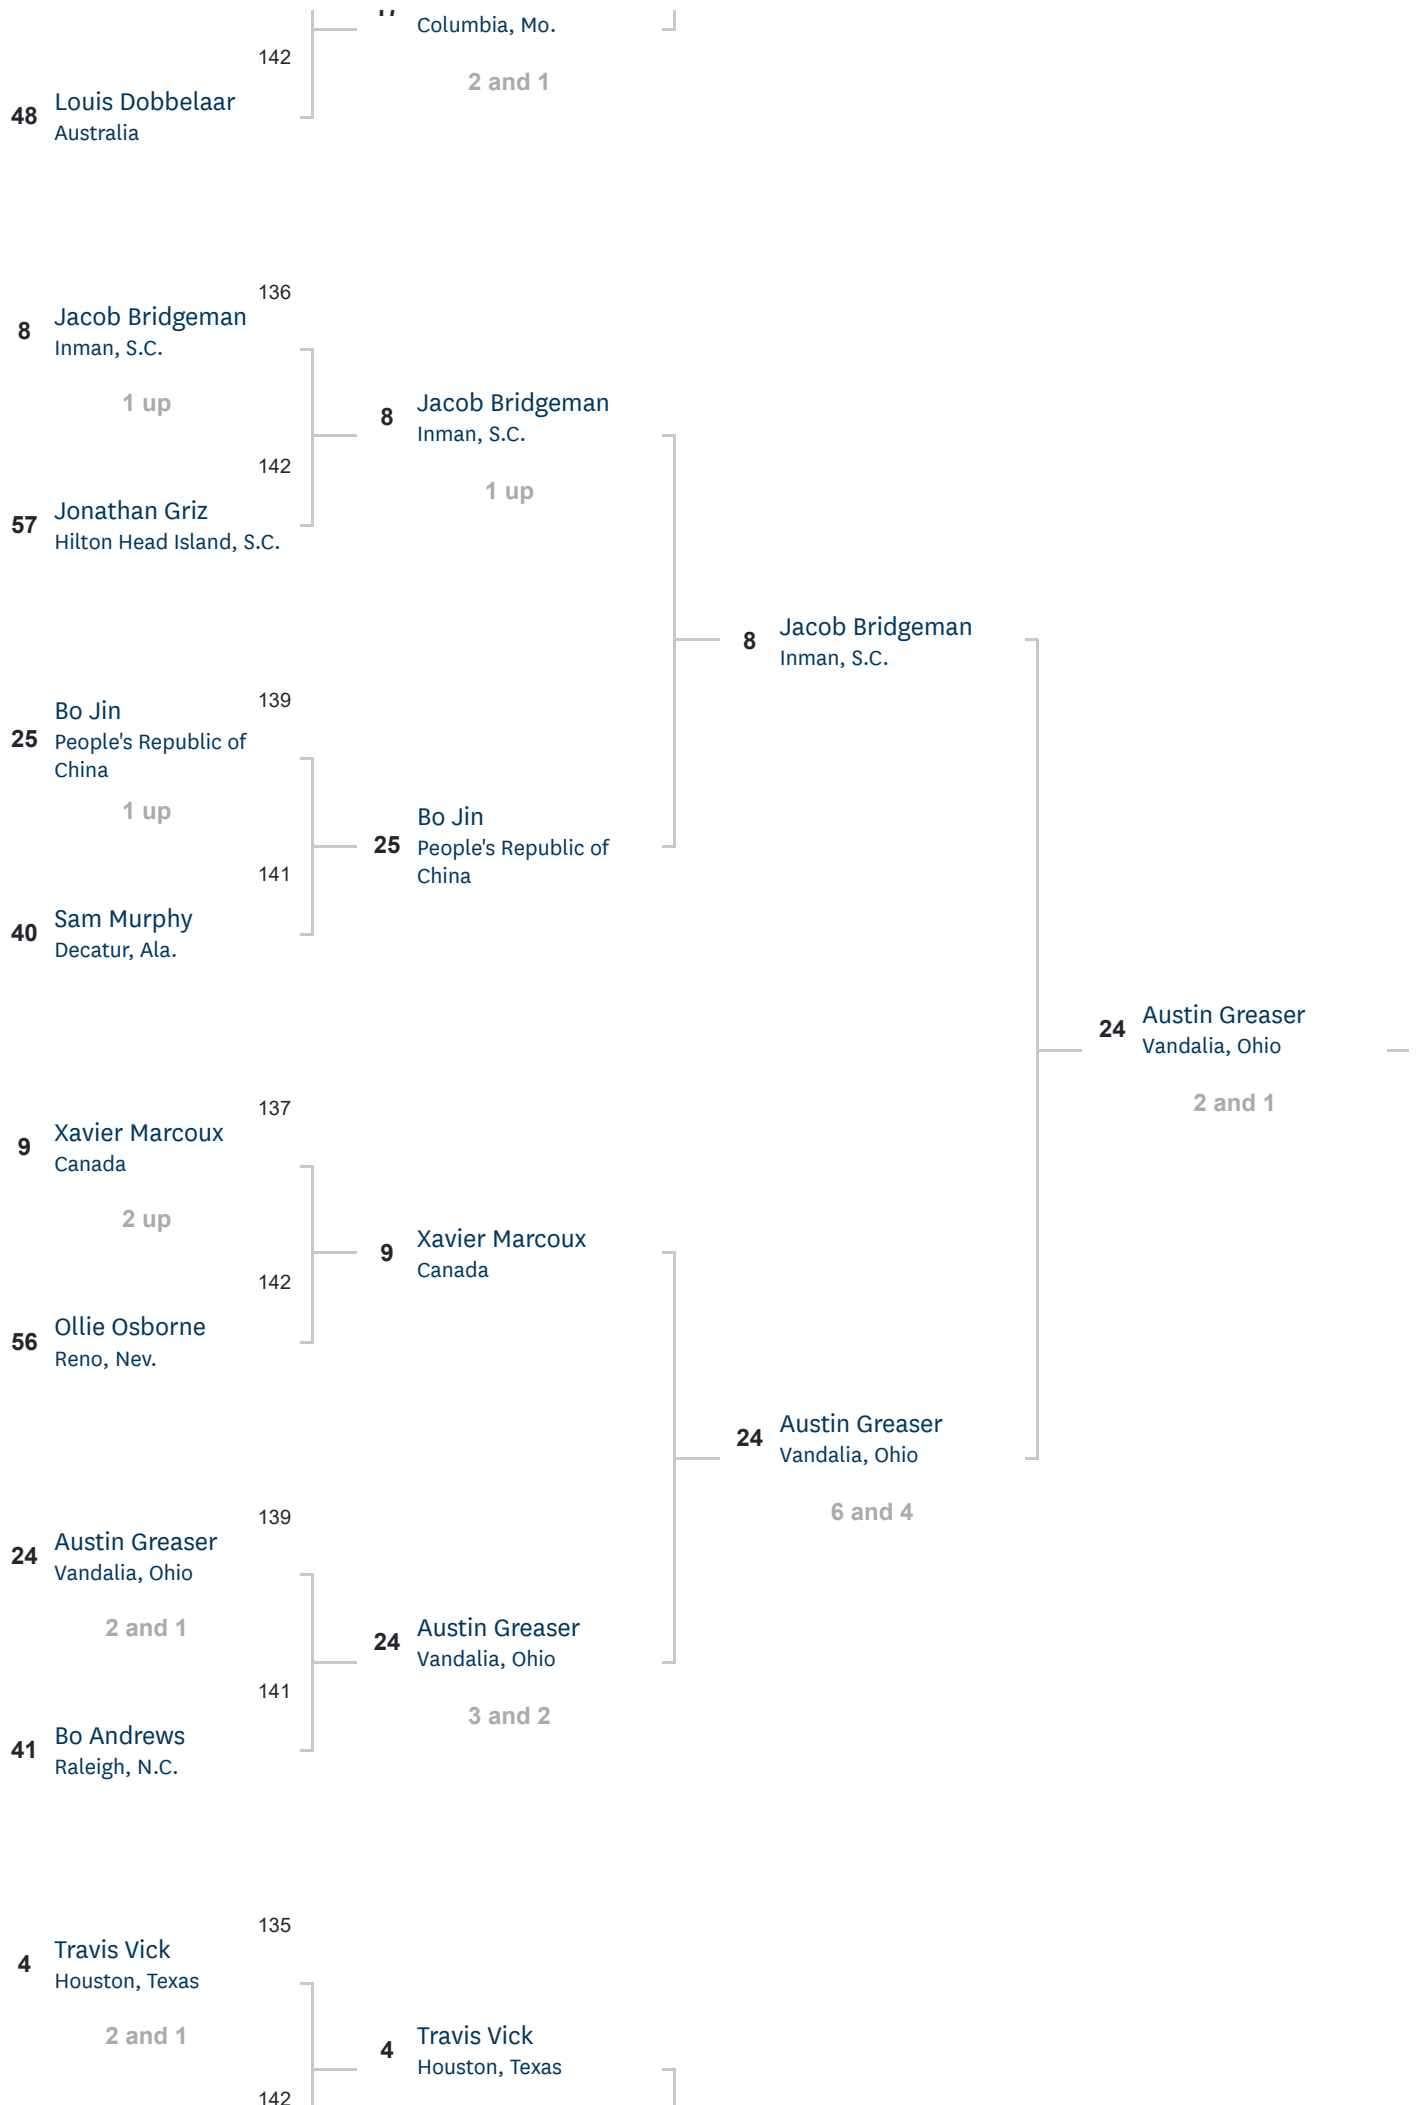 Columbia, Mo.
142
2 and 1
48
Louis Dobbelaar
Australia
136
8
Jacob Bridgeman
Inman, S.C.
1 up
8
Jacob Bridgeman
Inman, S.C.
142
1 up
57
Jonathan Griz
Hilton Head Island, S.C.
8
Jacob Bridgeman
Inman, S.C.
139
25
Bo Jin
People's Republic of
China
1 up
25
Bo Jin
People's Republic of
China
141
40
Sam Murphy
Decatur, Ala.
24
Austin Greaser
Vandalia, Ohio
2 and 1
137
9
Xavier Marcoux
Canada
2 up
9
Xavier Marcoux
Canada
142
56
Ollie Osborne
Reno, Nev.
24
Austin Greaser
Vandalia, Ohio
6 and 4
139
24
Austin Greaser
Vandalia, Ohio
2 and 1
24
Austin Greaser
Vandalia, Ohio
141
3 and 2
41
Bo Andrews
Raleigh, N.C.
135
4
Travis Vick
Houston, Texas
2 and 1
4
Travis Vick
Houston, Texas
142